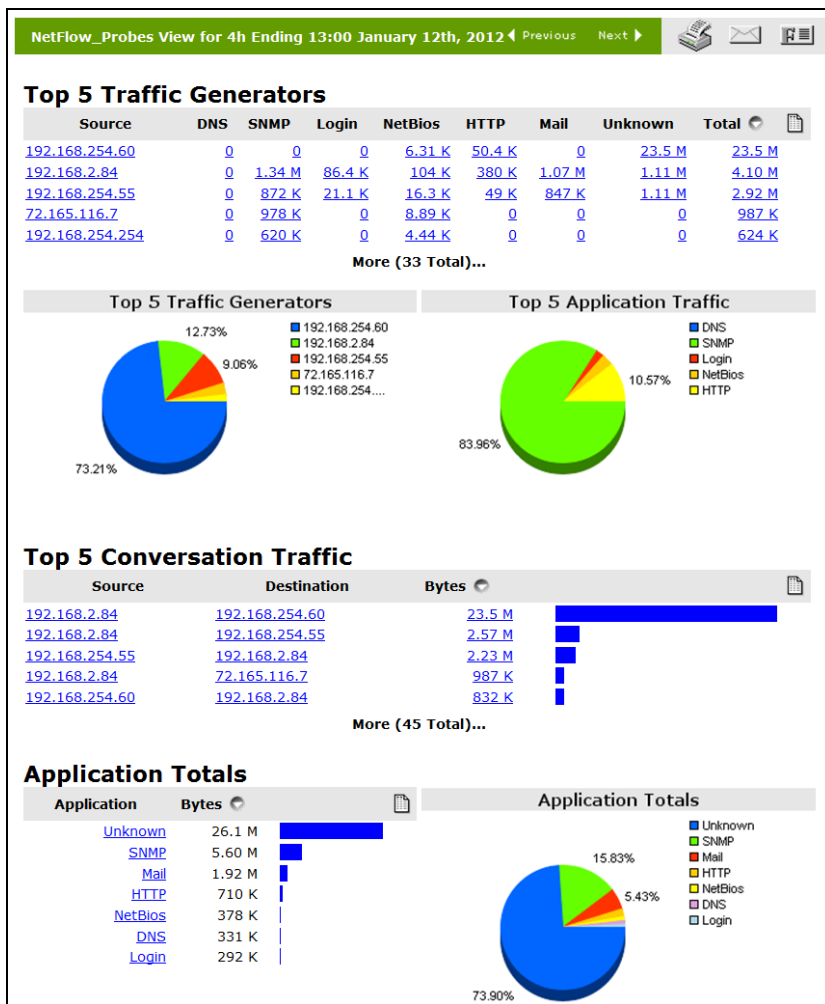 NetFlow_Probes View for 4h Ending 13:00 January 12th, 2012 Previous Next
Top 5 Traffic Generators
Source DNS SNMP Login NetBios HTTP Mail Unknown Total
192.168.254.60 0 0 0 6.31 K 50.4 K 0 23.5 M 23.5 M
192.168.2.84 0 1.34 M 86.4 K 104 K 380 K 1.07 M 1.11 M 4.10 M
192.168.254.55 0 872 K 21.1 K 16.3 K 49 K 847 K 1.11 M 2.92 M
72.165.116.7 0 978 K 0 8.89 K 0 0 0 987 K
192.168.254.254 0 620 K 0 4.44 K 0 0 0 624 K
More (33 Total)...
Top 5 Traffic Generators
12.73%
9.06%
73.21%
192.168.254.60
192.168.2.84
192.168.254.55
72.165.116.7
192.168.254....
Top 5 Application Traffic
10.57%
83.96%
DNS
SNMP
Login
NetBios
HTTP
Top 5 Conversation Traffic
Source Destination Bytes
192.168.2.84 192.168.254.60 23.5 M
192.168.2.84 192.168.254.55 2.57 M
192.168.254.55 192.168.2.84 2.23 M
192.168.2.84 72.165.116.7 987 K
192.168.254.60 192.168.2.84 832 K
More (45 Total)...
Application Totals
Application Bytes
Unknown 26.1 M
SNMP 5.60 M
Mail 1.92 M
HTTP 710 K
NetBios 378 K
DNS 331 K
Login 292 K
Application Totals
15.83%
5.43%
73.90%
Unknown
SNMP
Mail
HTTP
NetBios
DNS
Login